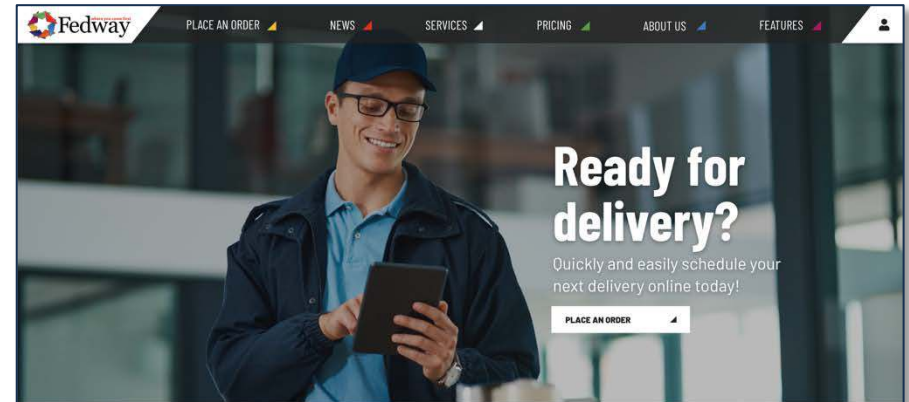 Fedway
PLACE AN ORDER
NEWS
SERVICES
PRICING
ABOUT US
FEATURES
Ready for
delivery?
Quickly and easily schedule your
next delivery online today!
PLACE AN ORDER